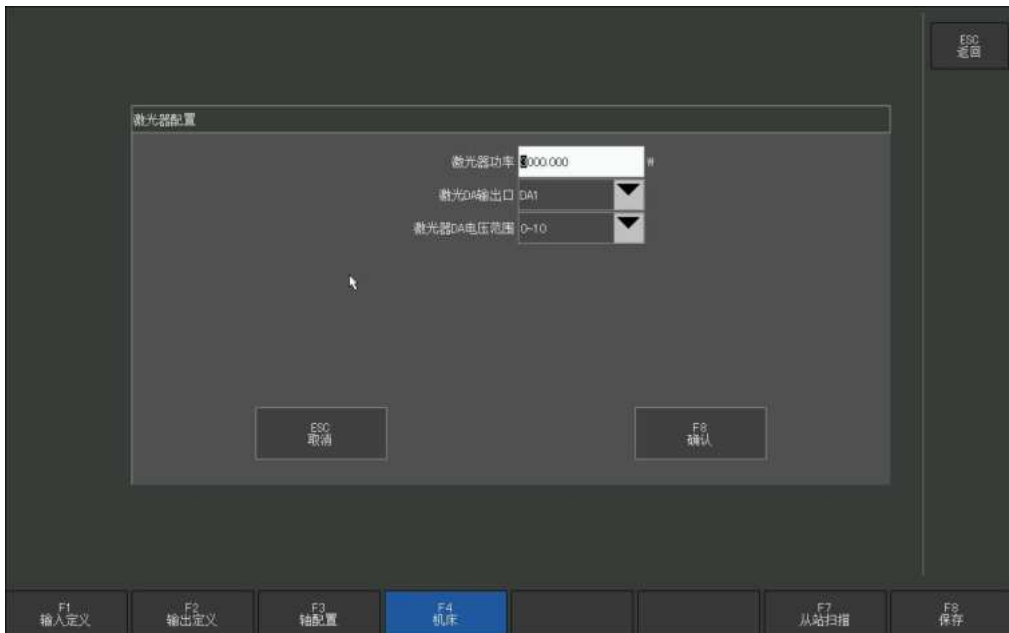 ESC
返回
激光器配置
激光器功率 3000.000 W
激光DA输出口 DA1
激光器DA电压范围 0~10
ESC
取消
F8
确认
F1
输入定义
F2
输出定义
F3
轴配置
F4
机床
F7
从站扫描
F8
保存